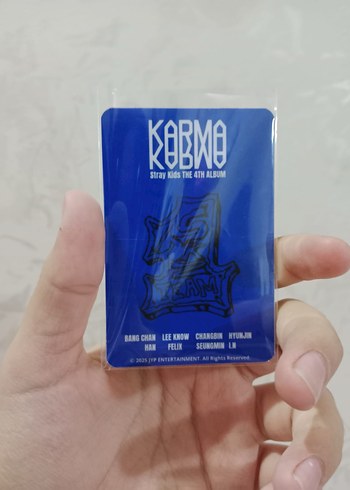 KARMA
KARMA
Stray Kids THE 4TH ALBUM
BANG CHAN LEE KNOW CHANGBIN HYUNJIN
HAN FELIX SEUNGMIN I.N
© 2025 JYP ENTERTAINMENT. All Rights Reserved.